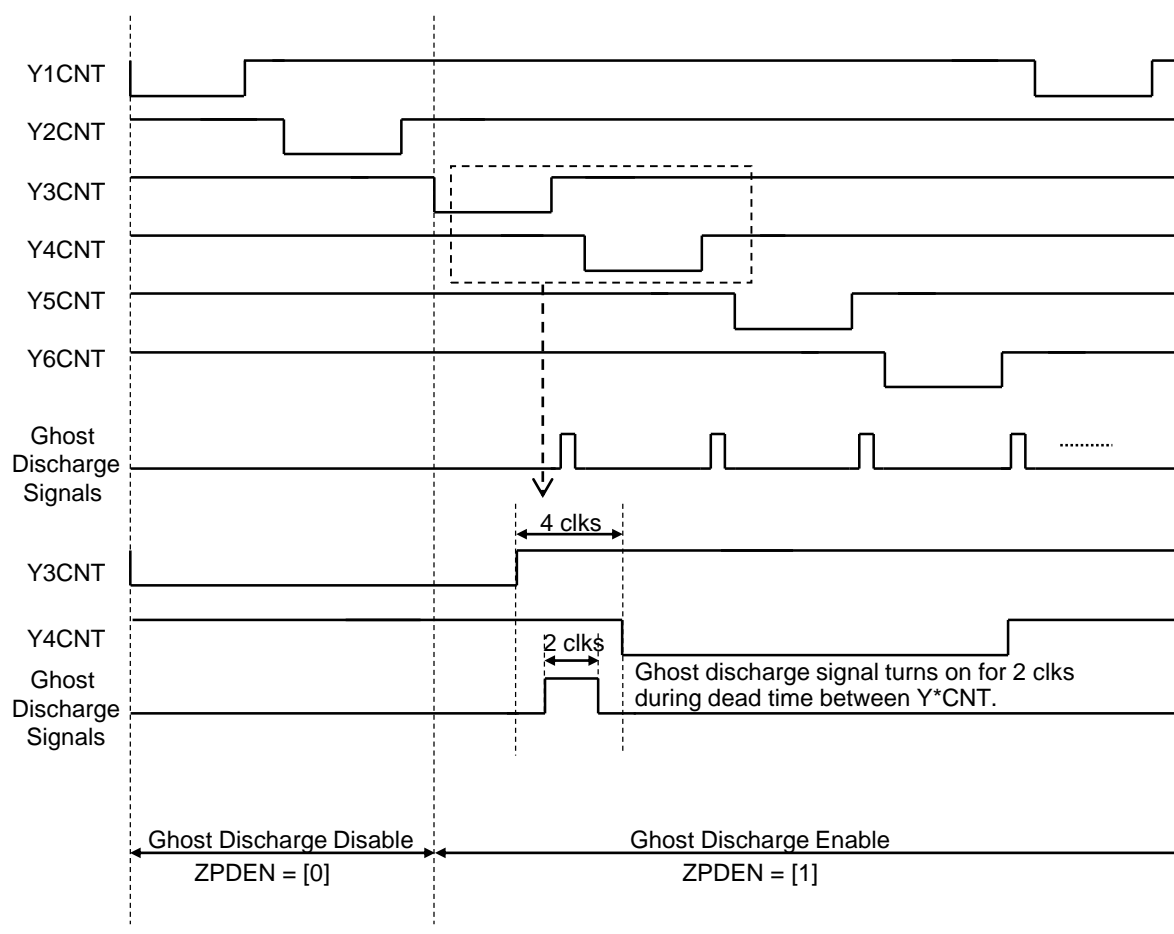 Y1CNT
Y2CNT
Y3CNT
Y4CNT
Y5CNT
Y6CNT
Ghost
Discharge
Signals
4 clks
Y3CNT
Y4CNT
2 clks
Ghost discharge signal turns on for 2 clks
during dead time between Y*CNT.
Ghost
Discharge
Signals
Ghost Discharge Disable
Ghost Discharge Enable
ZPDEN = [0]
ZPDEN = [1]